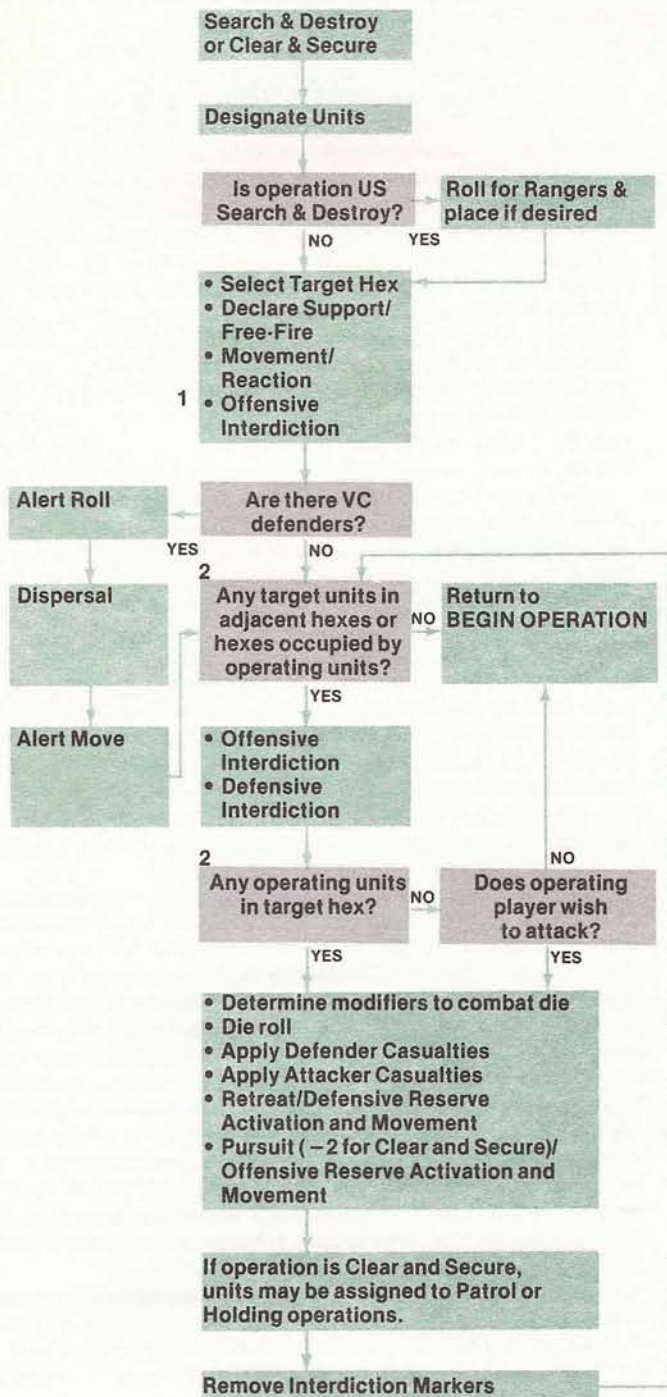 Search & Destroy
or Clear & Secure
Designate Units
Is operation US
Search & Destroy?
Roll for Rangers &
place if desired
NO
YES
• Select Target Hex
• Declare Support/
Free-Fire
• Movement/
Reaction
1
• Offensive
Interdiction
Alert Roll
Are there VC
defenders?
YES
NO
Dispersal
2
Any target units in
adjacent hexes or
hexes occupied by
operating units?
NO
Return to
BEGIN OPERATION
YES
Alert Move
• Offensive
Interdiction
• Defensive
Interdiction
2
Any operating units
in target hex?
NO
NO
Does operating
player wish
to attack?
YES
YES
• Determine modifiers to combat die
• Die roll
• Apply Defender Casualties
• Apply Attacker Casualties
• Retreat/Defensive Reserve
Activation and Movement
• Pursuit (−2 for Clear and Secure)/
Offensive Reserve Activation and
Movement
If operation is Clear and Secure,
units may be assigned to Patrol or
Holding operations.
Remove Interdiction Markers